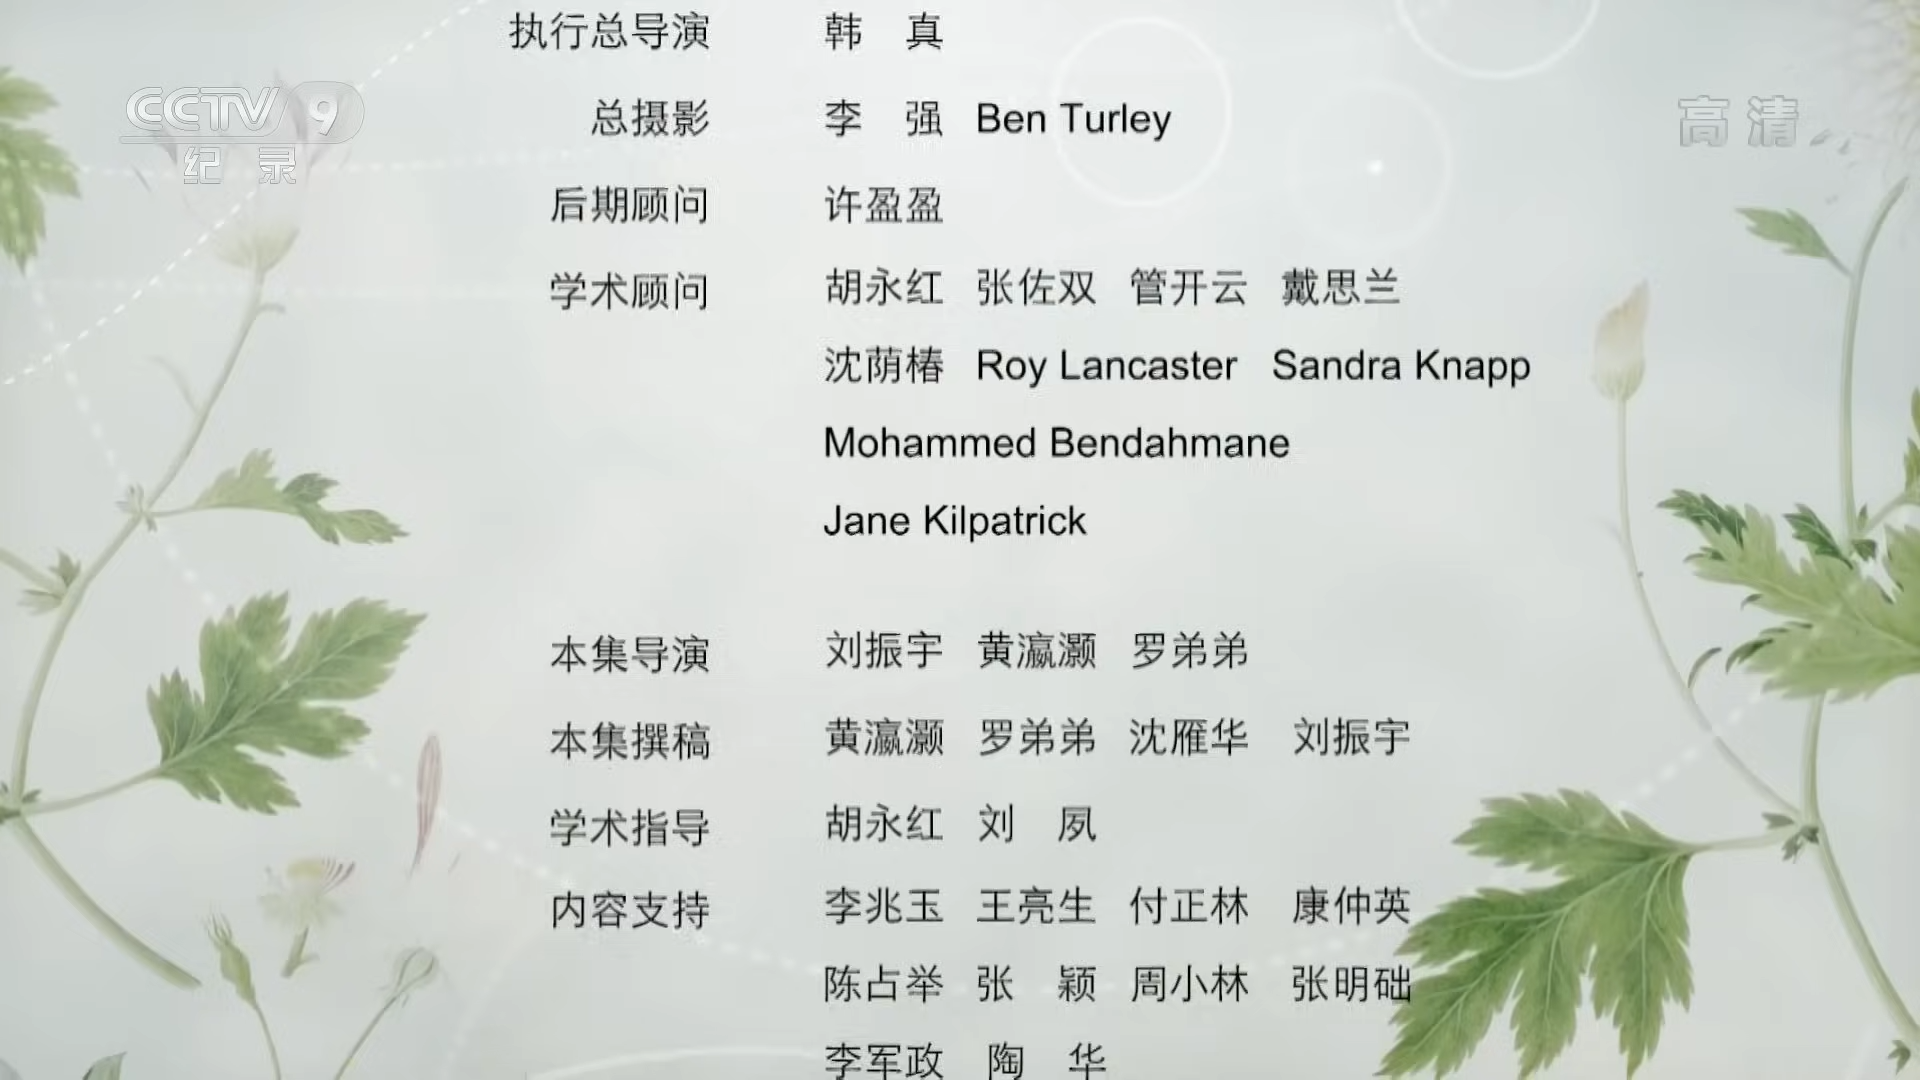 执行总导演 韩 真
CCTV 9
纪 录
高 清
总摄影 李 强 Ben Turley
后期顾问 许盈盈
学术顾问 胡永红 张佐双 管开云 戴思兰
沈荫椿 Roy Lancaster Sandra Knapp
Mohammed Bendahmane
Jane Kilpatrick
本集导演 刘振宇 黄瀛灏 罗弟弟
本集撰稿 黄瀛灏 罗弟弟 沈雁华 刘振宇
学术指导 胡永红 刘 夙
内容支持 李兆玉 王亮生 付正林 康仲英
陈占举 张 颖 周小林 张明础
李军政 陶 华